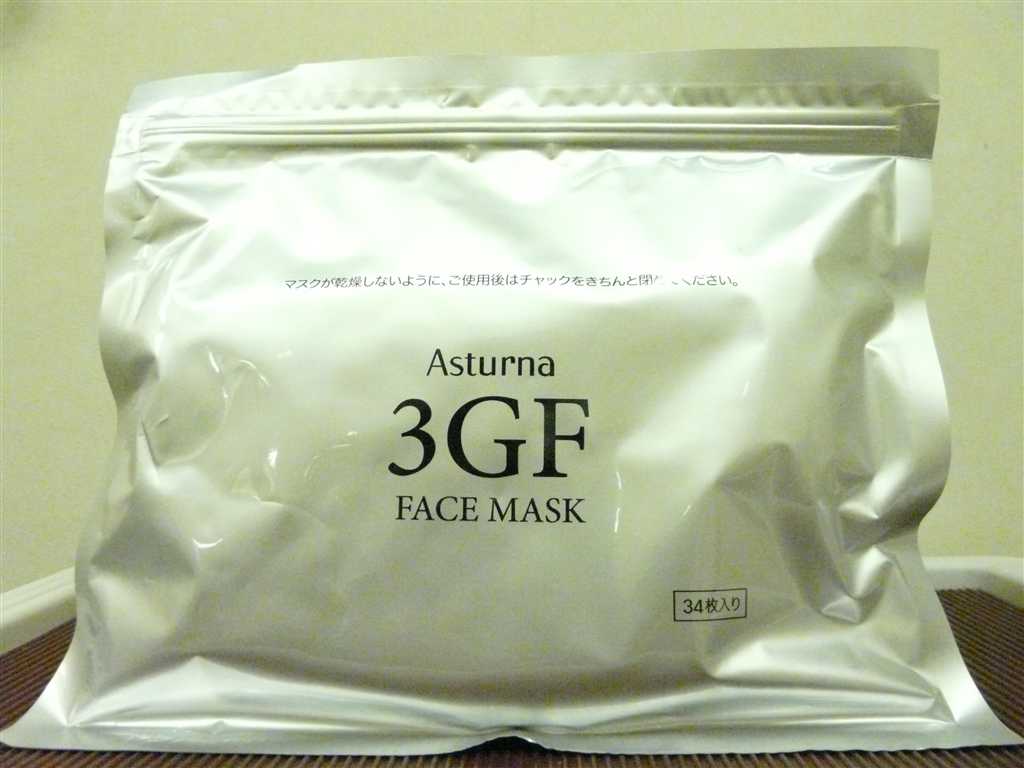 マスクが乾燥しないように、ご使用後はチャックをきちんと閉めてください。
Asturna
3GF
FACE MASK
34枚入り